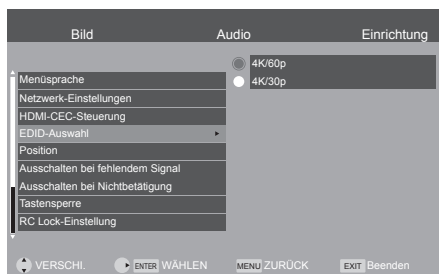 Bild Audio Einrichtung
4K/60p
Menüsprache 4K/30p
Netzwerk-Einstellungen
HDMI-CEC-Steuerung
EDID-Auswahl
Position
Ausschalten bei fehlendem Signal
Ausschalten bei Nichtbetätigung
Tastensperre
RC Lock-Einstellung
VERSCHI. ENTER WÄHLEN MENU ZURÜCK EXIT Beenden